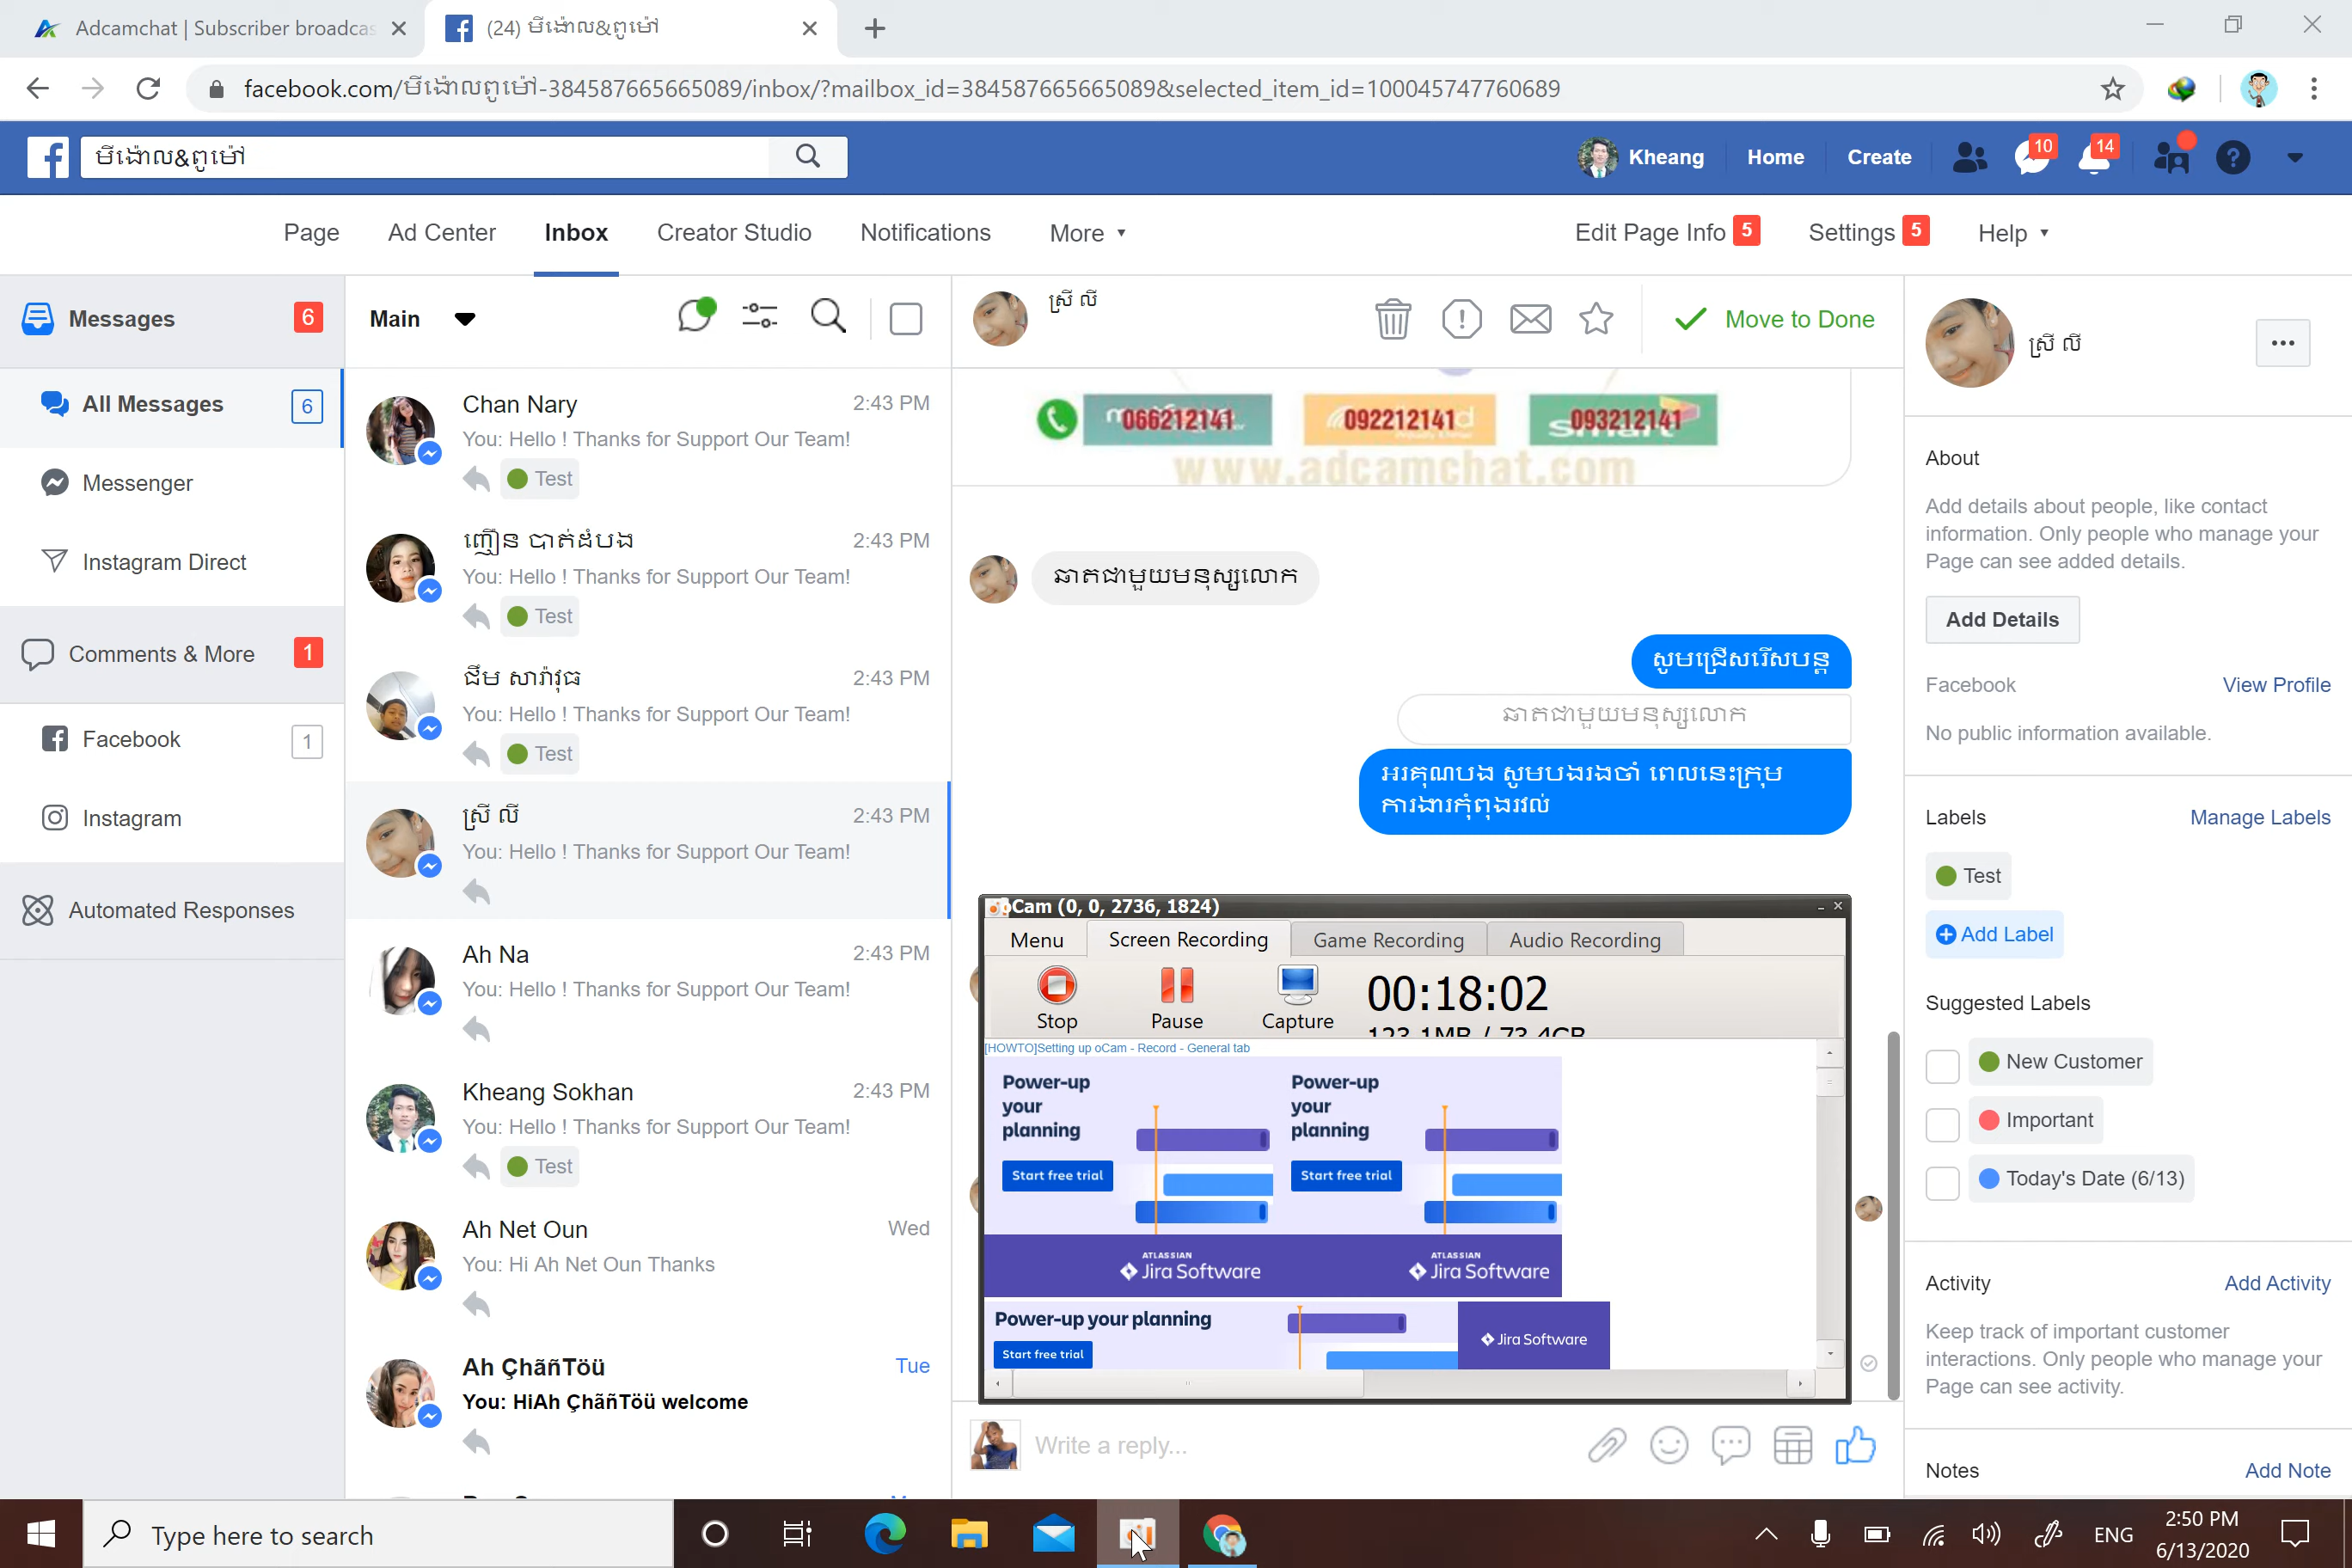 Adcamchat | Subscriber broadcas
(24) មីង៉ោល&ពូម៉ៅ
facebook.com/មីង៉ោលពូម៉ៅ-384587665665089/inbox/?mailbox_id=384587665665089&selected_item_id=100045747760689
មីង៉ោល&ពូម៉ៅ
Kheang
Home
Create
10
14
Page
Ad Center
Inbox
Creator Studio
Notifications
More
Edit Page Info 5
Settings 5
Help
Messages 6
All Messages 6
Messenger
Instagram Direct
Comments & More 1
Facebook 1
Instagram
Automated Responses
Main
Chan Nary 2:43 PM
You: Hello ! Thanks for Support Our Team!
Test
ញឿន បាត់ដំបង 2:43 PM
You: Hello ! Thanks for Support Our Team!
Test
ជឹម សារ៉ាវុធ 2:43 PM
You: Hello ! Thanks for Support Our Team!
Test
ស្រី លី 2:43 PM
You: Hello ! Thanks for Support Our Team!
Ah Na 2:43 PM
You: Hello ! Thanks for Support Our Team!
Kheang Sokhan 2:43 PM
You: Hello ! Thanks for Support Our Team!
Test
Ah Net Oun Wed
You: Hi Ah Net Oun Thanks
Ah ÇhãñTöü Tue
You: HiAh ÇhãñTöü welcome
ស្រី លី
Move to Done
066212141 092212141 093212141
smart
www.adcamchat.com
ឆាតជាមួយមនុស្សលោក
សូមជ្រើសរើសបន្ត
ឆាតជាមួយមនុស្សលោក
អរគុណបង សូមបងរងចាំ ពេលនេះក្រុម
ការងារកុំពុងរវល់
oCam (0, 0, 2736, 1824)
Menu
Screen Recording
Game Recording
Audio Recording
Stop
Pause
Capture
00:18:02
123.1MB / 73.4GB
[HOWTO]Setting up oCam - Record - General tab
Power-up
your
planning
Start free trial
ATLASSIAN
Jira Software
Power-up
your
planning
Start free trial
ATLASSIAN
Jira Software
Power-up your planning
Start free trial
Jira Software
Write a reply...
ស្រី លី
About
Add details about people, like contact
information. Only people who manage your
Page can see added details.
Add Details
Facebook View Profile
No public information available.
Labels Manage Labels
Test
Add Label
Suggested Labels
New Customer
Important
Today's Date (6/13)
Activity Add Activity
Keep track of important customer
interactions. Only people who manage your
Page can see activity.
Notes Add Note
Type here to search
ENG
2:50 PM
6/13/2020